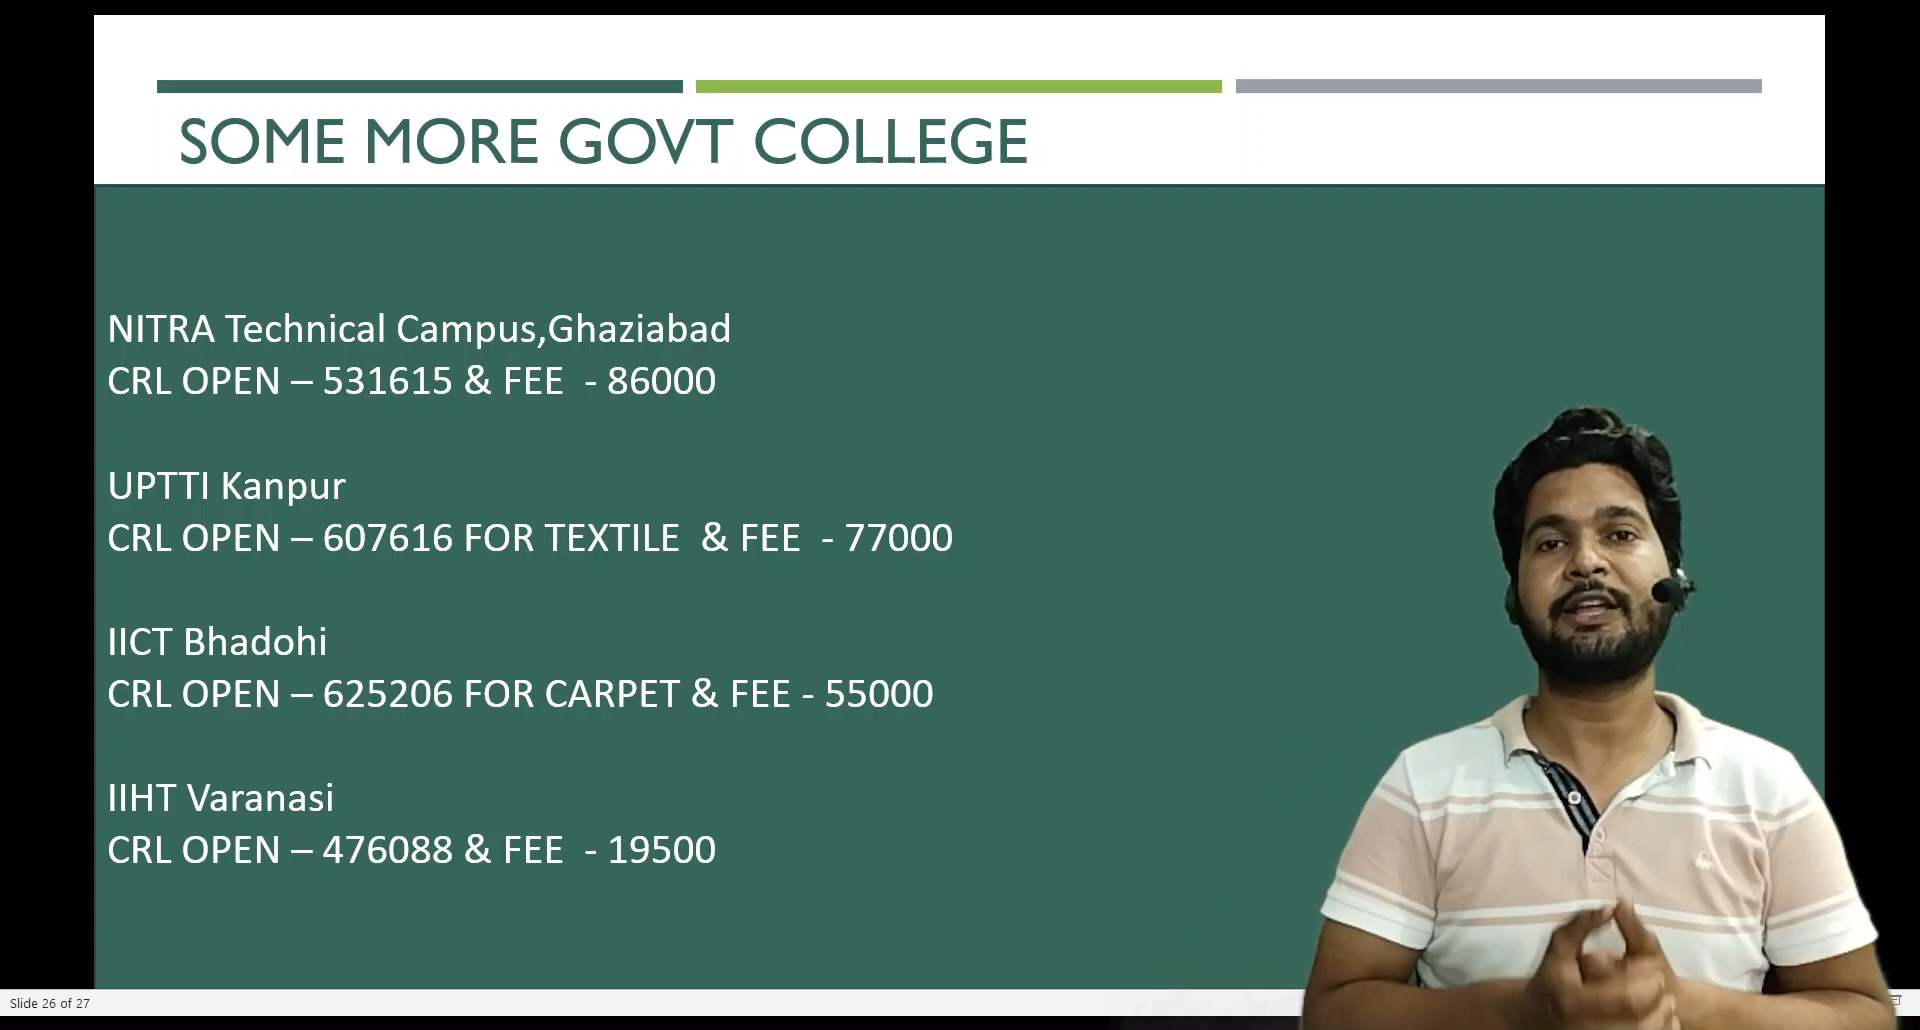 SOME MORE GOVT COLLEGE
NITRA Technical Campus,Ghaziabad
CRL OPEN – 531615 & FEE  - 86000
UPTTI Kanpur
CRL OPEN – 607616 FOR TEXTILE  & FEE  - 77000
IICT Bhadohi
CRL OPEN – 625206 FOR CARPET & FEE - 55000
IIHT Varanasi
CRL OPEN – 476088 & FEE  - 19500
Slide 26 of 27